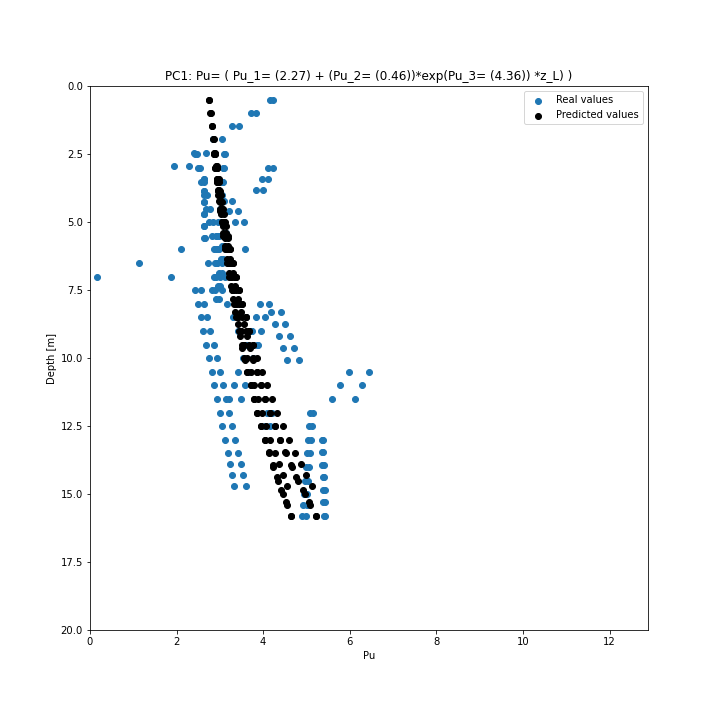 PC1: Pu= ( Pu_1= (2.27) + (Pu_2= (0.46))*exp(Pu_3= (4.36)) *z_L) )
Real values
Predicted values
0.0
2.5
5.0
7.5
10.0
12.5
15.0
17.5
20.0
Depth [m]
0 2 4 6 8 10 12
Pu